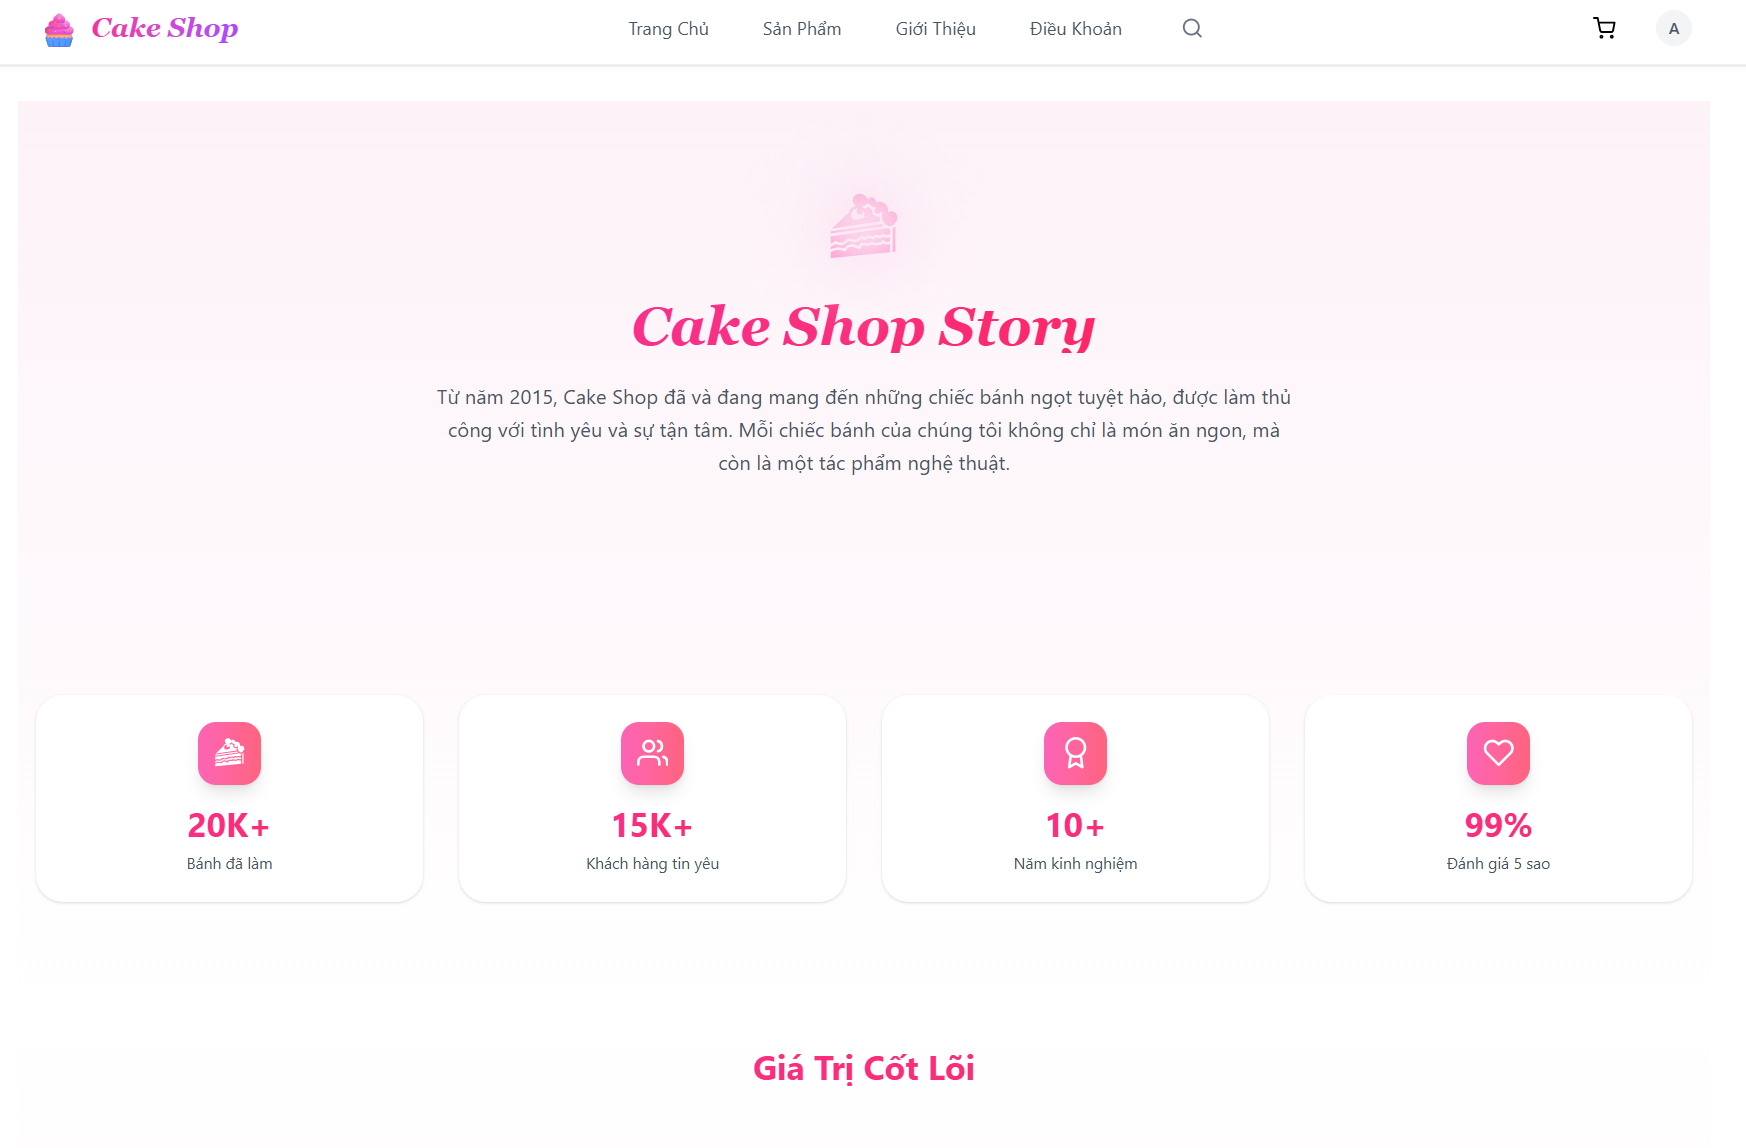 Cake Shop
Trang Chủ
Sản Phẩm
Giới Thiệu
Điều Khoản
A
Cake Shop Story
Từ năm 2015, Cake Shop đã và đang mang đến những chiếc bánh ngọt tuyệt hảo, được làm thủ
công với tình yêu và sự tận tâm. Mỗi chiếc bánh của chúng tôi không chỉ là món ăn ngon, mà
còn là một tác phẩm nghệ thuật.
20K+
Bánh đã làm
15K+
Khách hàng tin yêu
10+
Năm kinh nghiệm
99%
Đánh giá 5 sao
Giá Trị Cốt Lõi